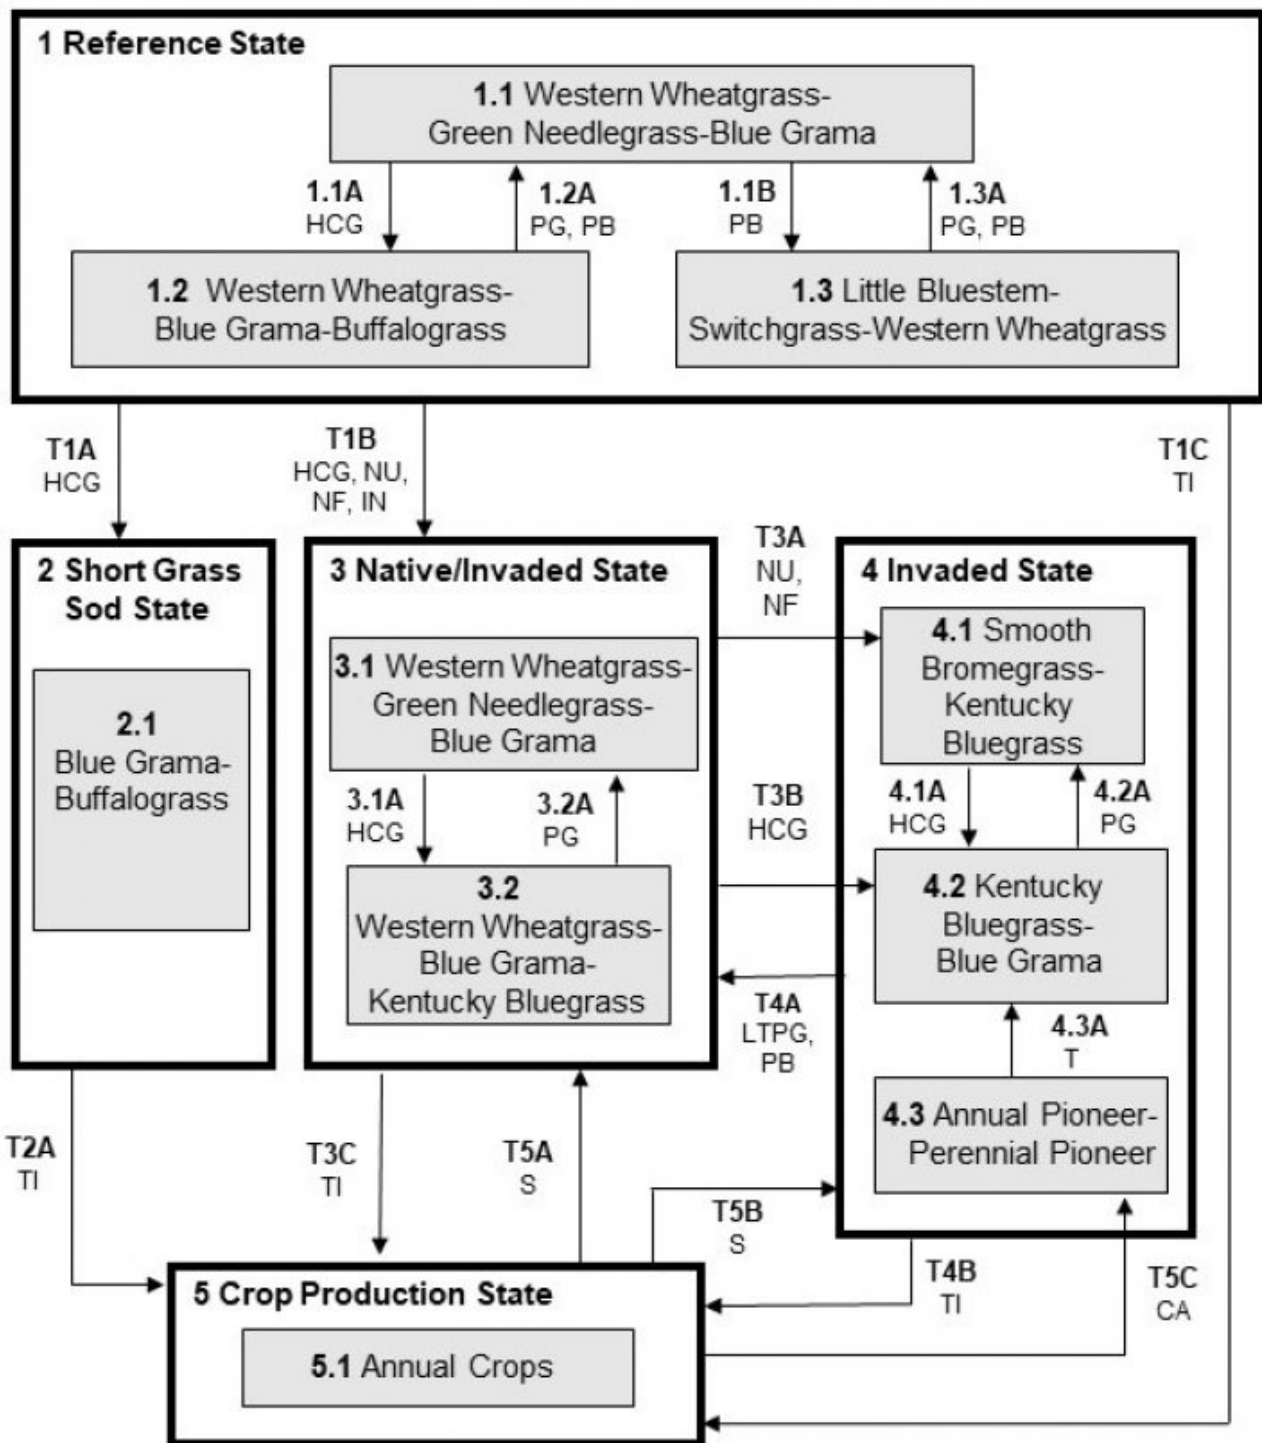 1 Reference State
1.1 Western Wheatgrass-
Green Needlegrass-Blue Grama
1.1A
HCG
1.2A
PG, PB
1.1B
PB
1.3A
PG, PB
1.2 Western Wheatgrass-
Blue Grama-Buffalograss
1.3 Little Bluestem-
Switchgrass-Western Wheatgrass
T1A
HCG
T1B
HCG, NU,
NF, IN
T1C
TI
2 Short Grass
Sod State
2.1
Blue Grama-
Buffalograss
3 Native/Invaded State
3.1 Western Wheatgrass-
Green Needlegrass-
Blue Grama
3.1A
HCG
3.2A
PG
3.2
Western Wheatgrass-
Blue Grama-
Kentucky Bluegrass
T3A
NU,
NF
T3B
HCG
T4A
LTPG,
PB
4 Invaded State
4.1 Smooth
Bromegrass-
Kentucky
Bluegrass
4.1A
HCG
4.2A
PG
4.2 Kentucky
Bluegrass-
Blue Grama
4.3A
T
4.3 Annual Pioneer-
Perennial Pioneer
T2A
TI
T3C
TI
T5A
S
T5B
S
T4B
TI
T5C
CA
5 Crop Production State
5.1 Annual Crops